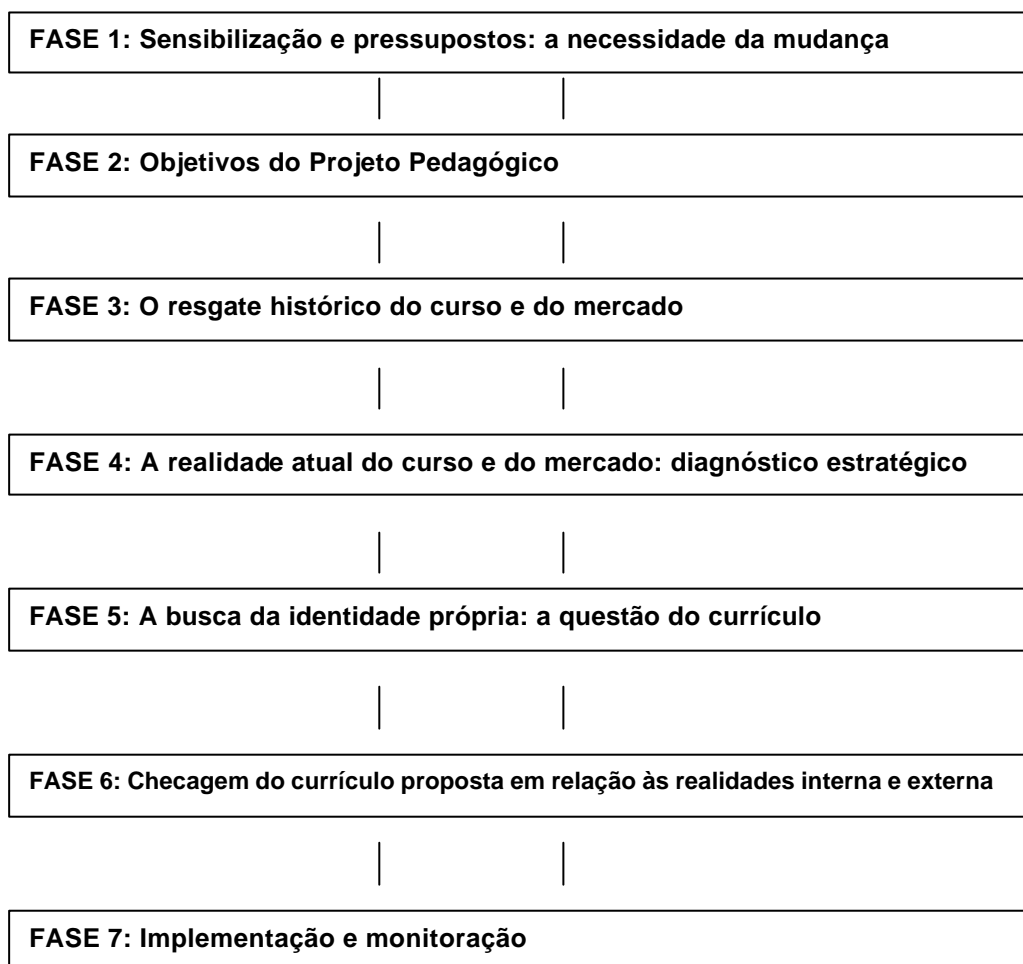 FASE 1: Sensibilização e pressupostos: a necessidade da mudança
FASE 2: Objetivos do Projeto Pedagógico
FASE 3: O resgate histórico do curso e do mercado
FASE 4: A realidade atual do curso e do mercado: diagnóstico estratégico
FASE 5: A busca da identidade própria: a questão do currículo
FASE 6: Checagem do currículo proposta em relação às realidades interna e externa
FASE 7: Implementação e monitoração